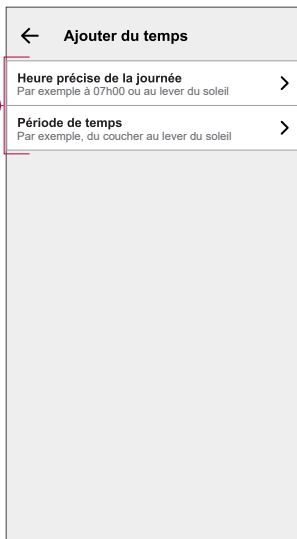 Ajouter du temps
Heure précise de la journée
Par exemple à 07h00 ou au lever du soleil
Période de temps
Par exemple, du coucher au lever du soleil